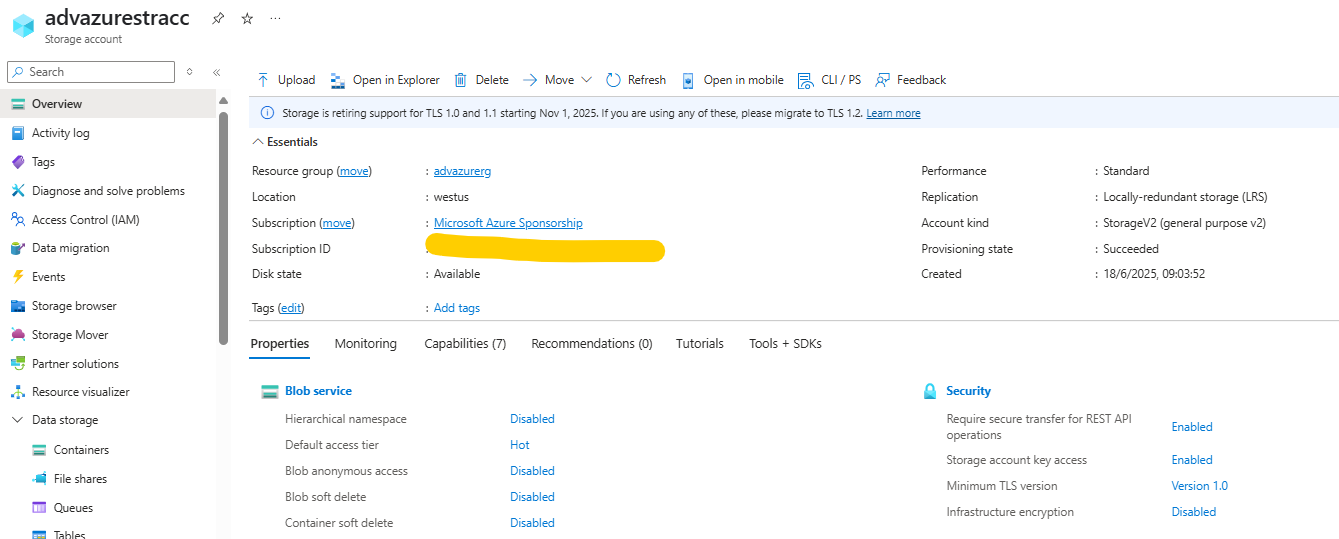 advazurestracc
Storage account
Search
Overview
Activity log
Tags
Diagnose and solve problems
Access Control (IAM)
Data migration
Events
Storage browser
Storage Mover
Partner solutions
Resource visualizer
Data storage
Containers
File shares
Queues
Tables
Upload Open in Explorer Delete Move Refresh Open in mobile CLI / PS Feedback
Storage is retiring support for TLS 1.0 and 1.1 starting Nov 1, 2025. If you are using any of these, please migrate to TLS 1.2. Learn more
Essentials
Resource group (move) : advazurerg
Location : westus
Subscription (move) : Microsoft Azure Sponsorship
Subscription ID :
Disk state : Available
Tags (edit) : Add tags
Performance : Standard
Replication : Locally-redundant storage (LRS)
Account kind : StorageV2 (general purpose v2)
Provisioning state : Succeeded
Created : 18/6/2025, 09:03:52
Properties Monitoring Capabilities (7) Recommendations (0) Tutorials Tools + SDKs
Blob service
Hierarchical namespace Disabled
Default access tier Hot
Blob anonymous access Disabled
Blob soft delete Disabled
Container soft delete Disabled
Security
Require secure transfer for REST API
operations Enabled
Storage account key access Enabled
Minimum TLS version Version 1.0
Infrastructure encryption Disabled